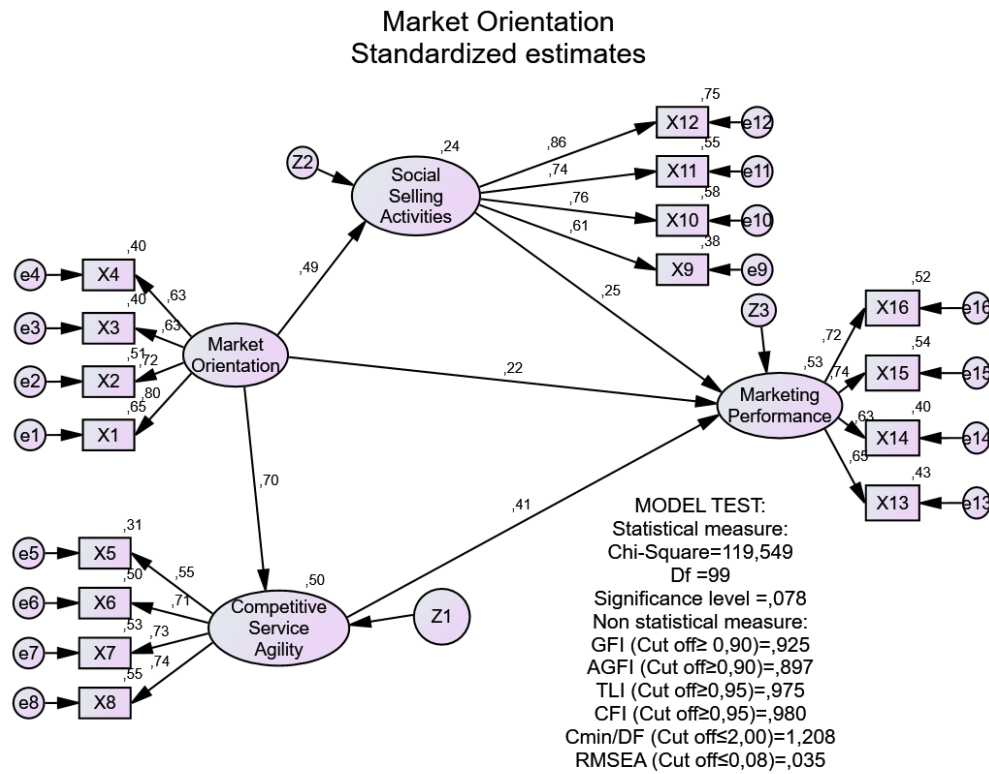 Market Orientation
Standardized estimates
,75
X12
e12
,24
,86
,55
Z2
Social
Selling
Activities
,74
X11
e11
,58
,76
X10
e10
,61
,38
X9
e9
,40
,49
e4
X4
,63
,25
,52
,40
Z3
X16
e16
e3
X3
,63
,72
Market
Orientation
,51
,72
,53
,54
e2
X2
,22
,74
X15
e15
,80
Marketing
Performance
,65
,40
e1
X1
,63
X14
e14
,65
,43
,70
X13
e13
,41
,31
e5
X5
,55
,50
,50
e6
X6
,71
Competitive
Service
Agility
Z1
,53
,73
e7
X7
,55
,74
e8
X8
MODEL TEST:
Statistical measure:
Chi-Square=119,549
Df =99
Significance level =,078
Non statistical measure:
GFI (Cut off≥ 0,90)=,925
AGFI (Cut off≥0,90)=,897
TLI (Cut off≥0,95)=,975
CFI (Cut off≥0,95)=,980
Cmin/DF (Cut off≤2,00)=1,208
RMSEA (Cut off≤0,08)=,035